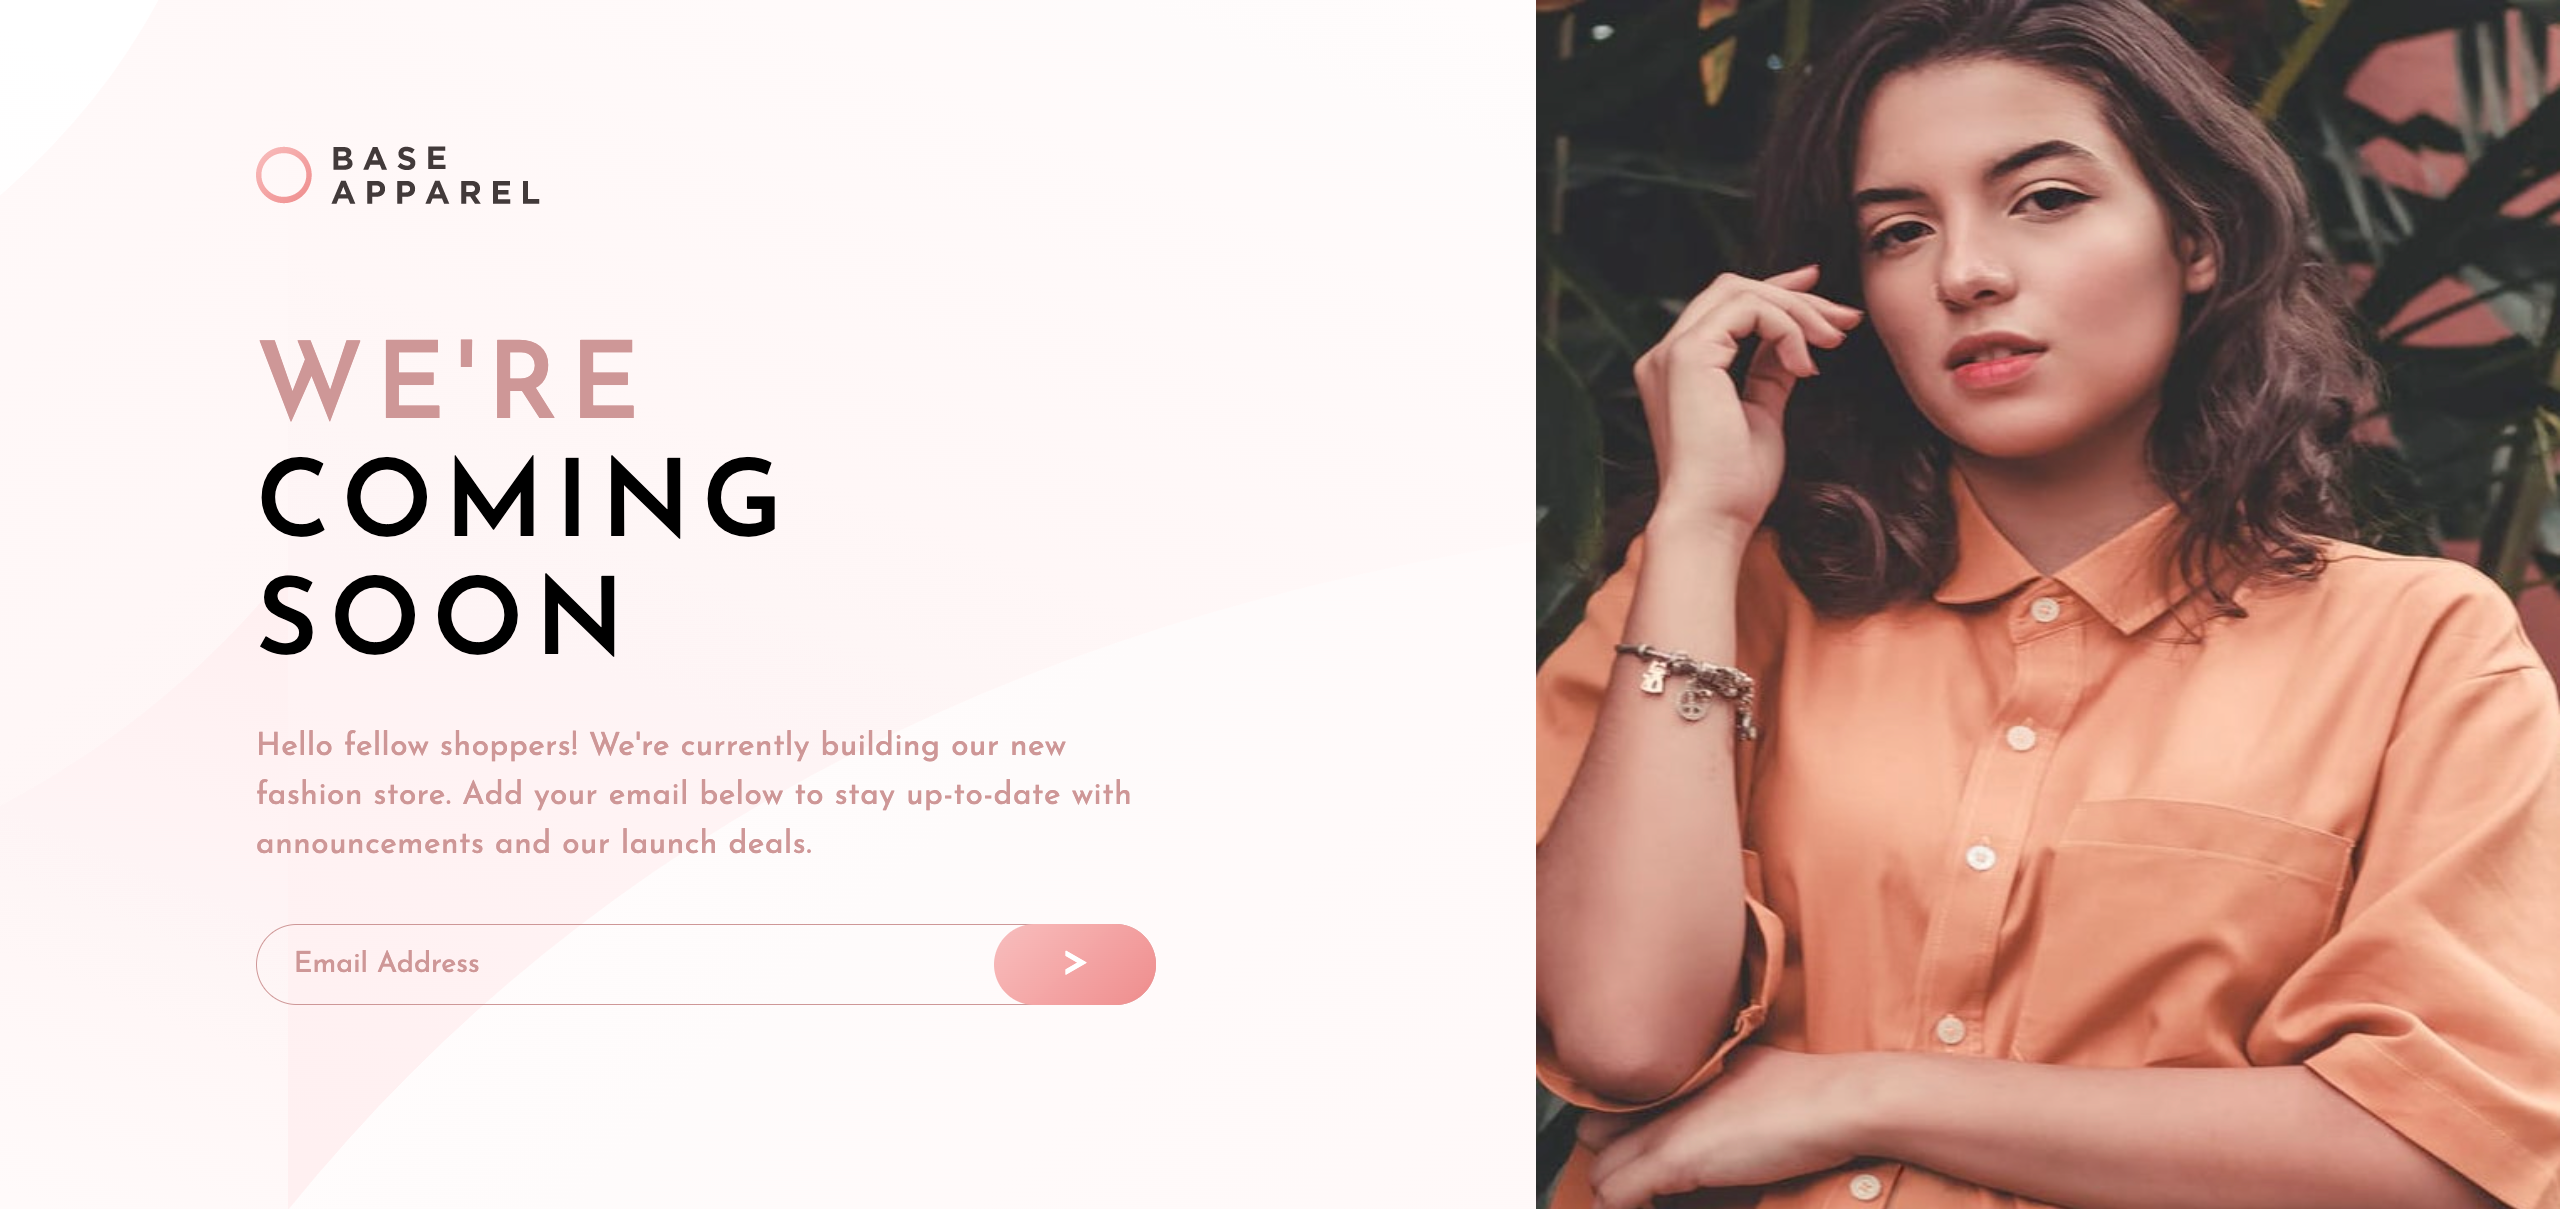 BASE
APPAREL
WE'RE
COMING
SOON
Hello fellow shoppers! We're currently building our new
fashion store. Add your email below to stay up-to-date with
announcements and our launch deals.
Email Address
>